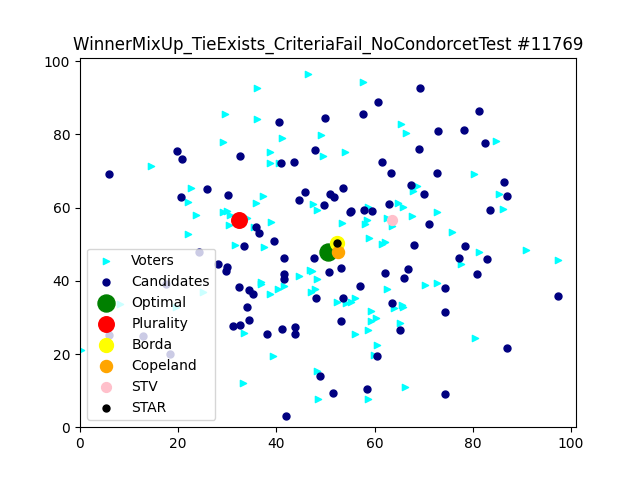 WinnerMixUp_TieExists_CriteriaFail_NoCondorcetTest #11769
100
80
60
40
20
0
0 20 40 60 80 100
Voters
Candidates
Optimal
Plurality
Borda
Copeland
STV
STAR